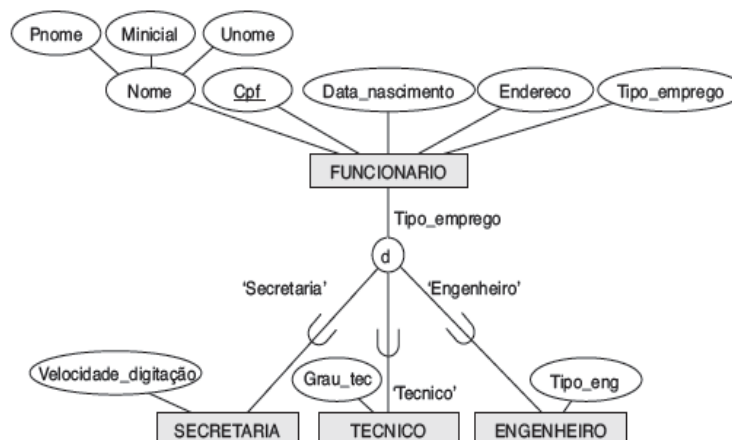 Pnome Minicial Unome
Nome Cpf Data_nascimento Endereco Tipo_emprego
FUNCIONARIO
Tipo_emprego
d
'Secretaria' 'Engenheiro'
Velocidade_digitação Grau_tec 'Tecnico' Tipo_eng
SECRETARIA TECNICO ENGENHEIRO